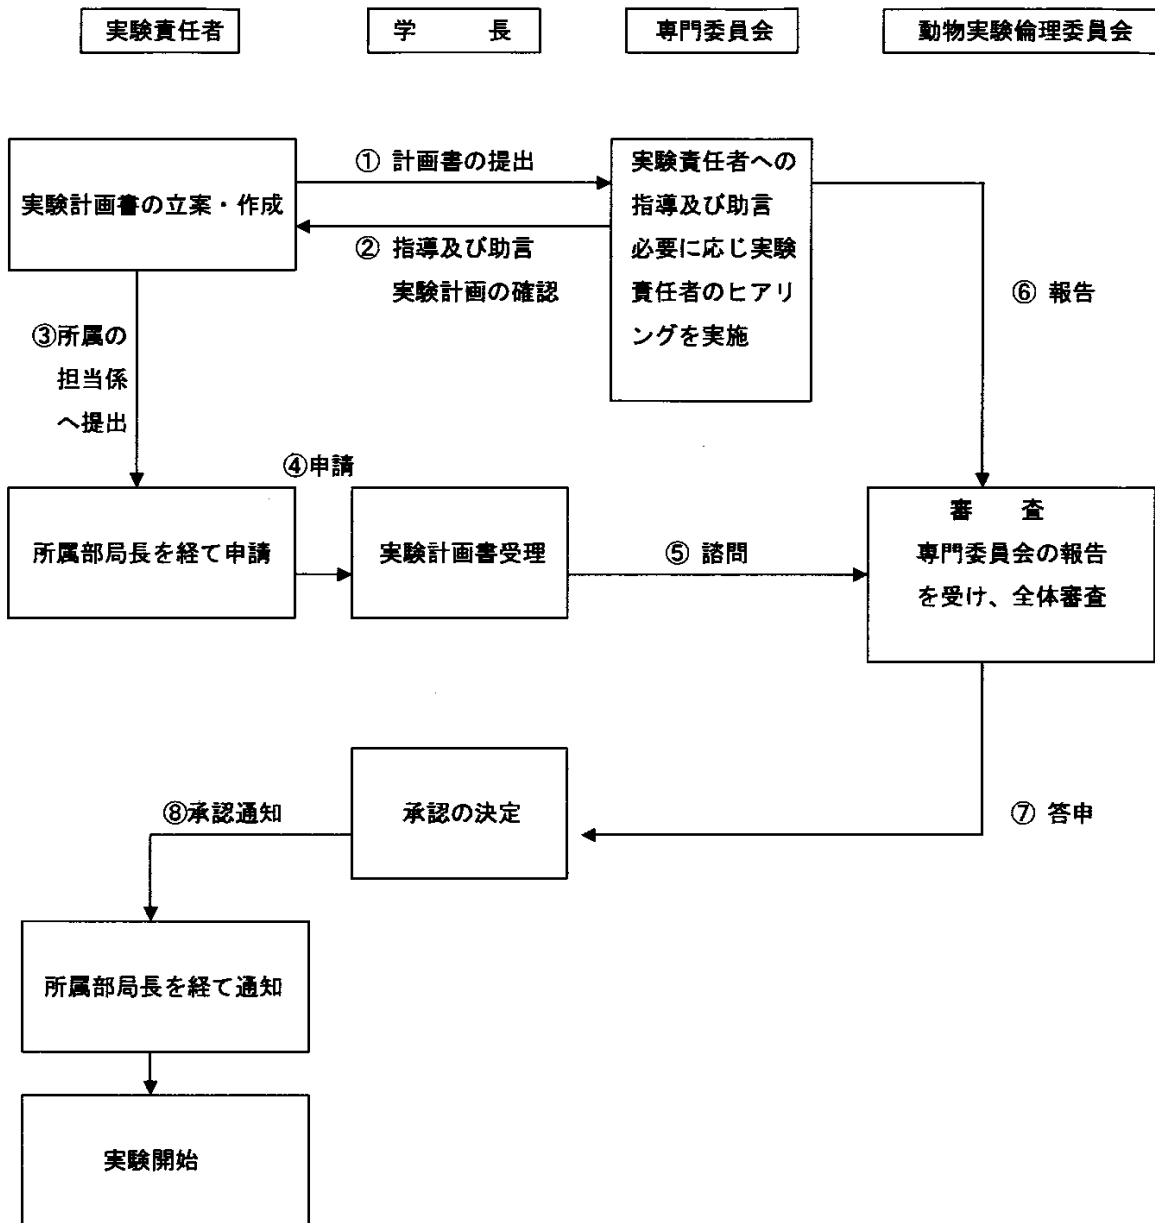 実験責任者
学　　長
専門委員会
動物実験倫理委員会
実験計画書の立案・作成
① 計画書の提出
② 指導及び助言
実験計画の確認
実験責任者への
指導及び助言
必要に応じ実験
責任者のヒアリ
ングを実施
⑥ 報告
③所属の
担当係
へ提出
④申請
所属部局長を経て申請
実験計画書受理
⑤ 諮問
審　　査
専門委員会の報告
を受け、全体審査
⑧承認通知
承認の決定
⑦ 答申
所属部局長を経て通知
実験開始